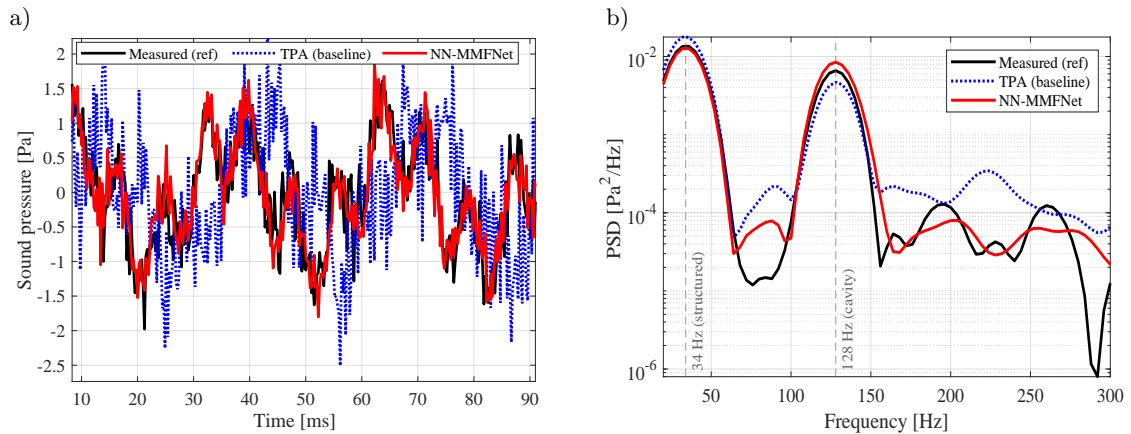 a)
Measured (ref) TPA (baseline) NN-MMFNet
Sound pressure [Pa]
2
1.5
1
0.5
0
-0.5
-1
-1.5
-2
-2.5
10 20 30 40 50 60 70 80 90
Time [ms]
b)
Measured (ref)
TPA (baseline)
NN-MMFNet
PSD [Pa²/Hz]
10⁻²
10⁻⁴
10⁻⁶
34 Hz (structured)
128 Hz (cavity)
50 100 150 200 250 300
Frequency [Hz]